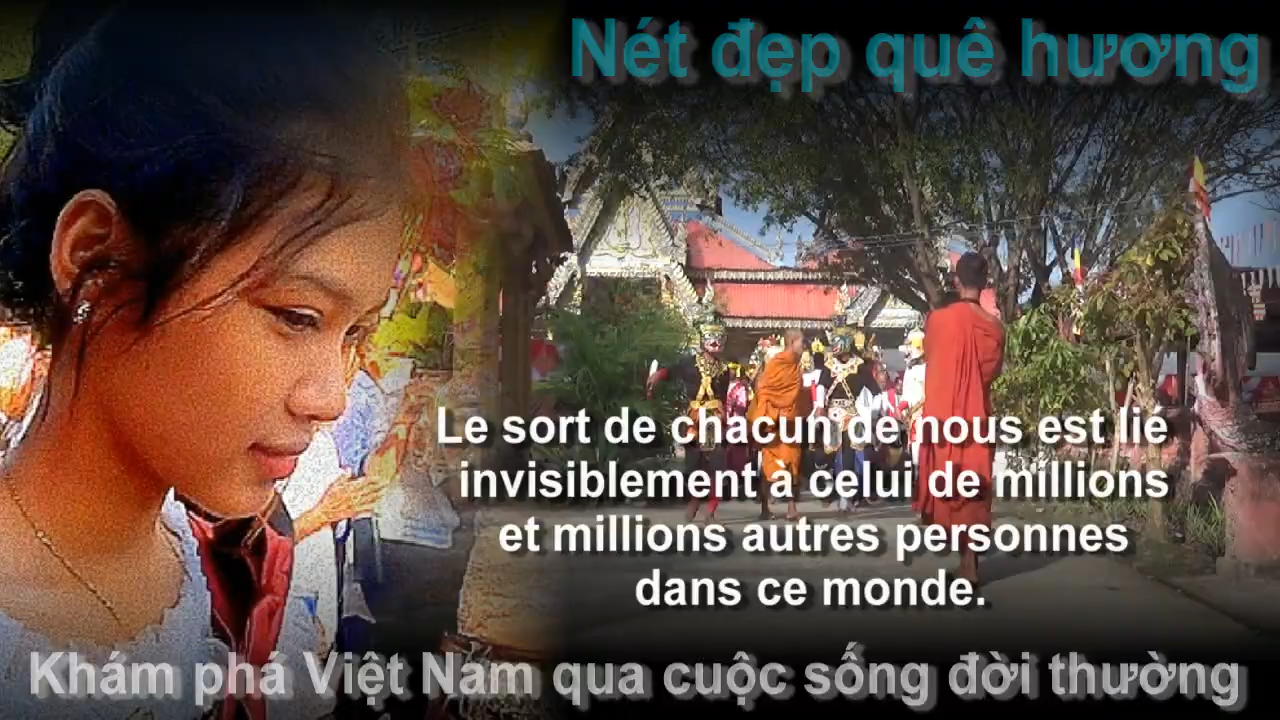 Nét đẹp quê hương
Le sort de chacun de nous est lié
invisiblement à celui de millions
et millions autres personnes
dans ce monde.
Khám phá Việt Nam qua cuộc sống đời thường